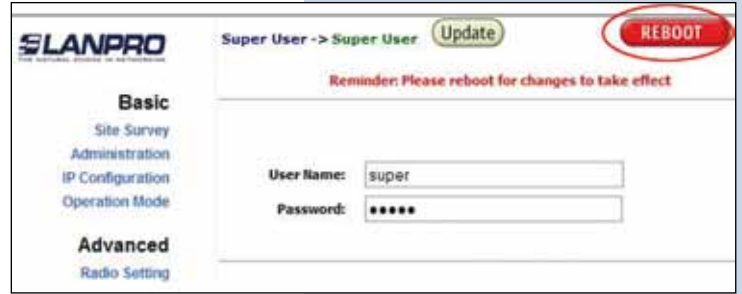 LANPRO
THE NATURAL CHOICE IN NETWORKING
Super User -> Super User
Update
REBOOT
Reminder: Please reboot for changes to take effect
Basic
Site Survey
Administration
IP Configuration
Operation Mode
Advanced
Radio Setting
User Name: super
Password: •••••